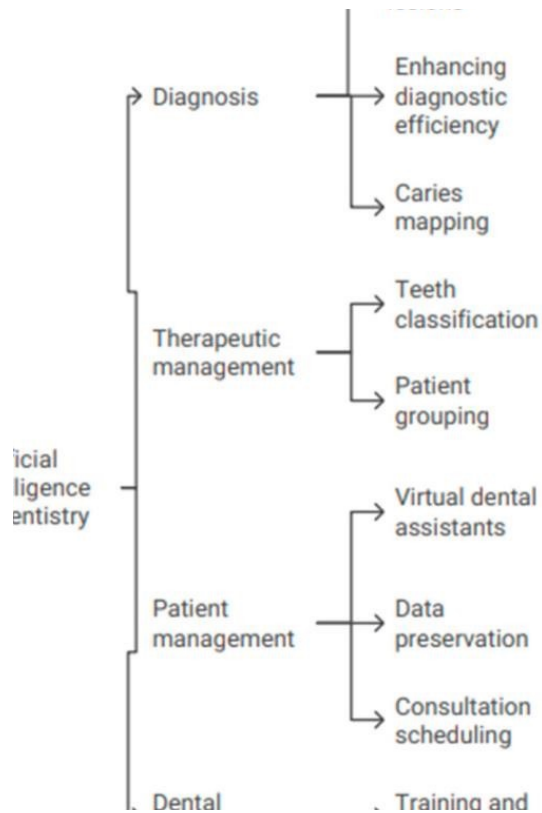 Enhancing
Diagnosis
diagnostic
efficiency
Caries
mapping
Teeth
classification
Therapeutic
management
Patient
grouping
ficial
lligence
entistry
Virtual dental
assistants
Patient
management
Data
preservation
Consultation
scheduling
Dental
Training and